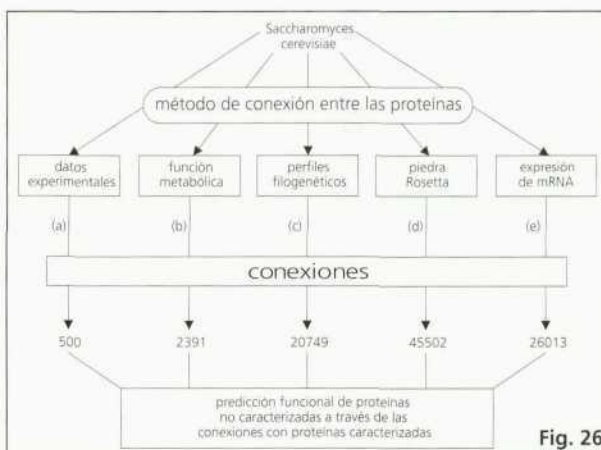 Saccharomyces
cerevisiae
método de conexión entre las proteínas
datos
experimentales
función
metabólica
perfiles
filogenéticos
piedra
Rosetta
expresión
de mRNA
(a)
(b)
(c)
(d)
(e)
conexiones
500
2391
20749
45502
26013
predicción funcional de proteínas
no caracterizadas a través de las
conexiones con proteínas caracterizadas
Fig. 26